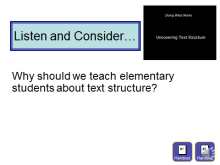 Doing What Works
Listen and Consider…
Uncovering Text Structure
Why should we teach elementary
students about text structure?
Handout
Handout